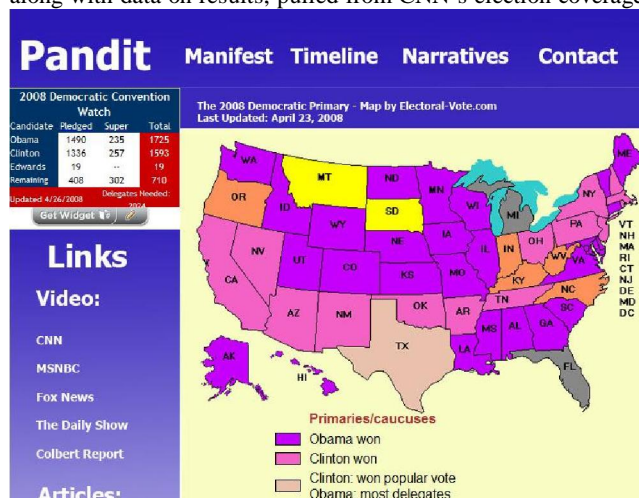 along with data on results, pulled from CNN's election coverage
Pandit
Manifest Timeline Narratives Contact
2008 Democratic Convention
Watch
Candidate Pledged Super Total
Obama 1490 235 1725
Clinton 1336 257 1593
Edwards 19 -- 19
Remaining 408 302 710
Updated 4/26/2008 Delegates Needed:
2024
Get Widget
The 2008 Democratic Primary - Map by Electoral-Vote.com
Last Updated: April 23, 2008
Links
Video:
CNN
MSNBC
Fox News
The Daily Show
Colbert Report
Articles:
WA
MT
ND
MN
ME
OR
ID
SD
WI
MI
NY
WY
NE
IA
IL
IN
OH
PA
NV
UT
CO
KS
MO
KY
WV
VA
CA
AZ
NM
OK
AR
TN
NC
SC
TX
LA
MS
AL
GA
FL
AK
HI
VT
NH
MA
RI
CT
NJ
DE
MD
DC
Primaries/caucuses
Obama won
Clinton won
Clinton: won popular vote
Obama: most delegates